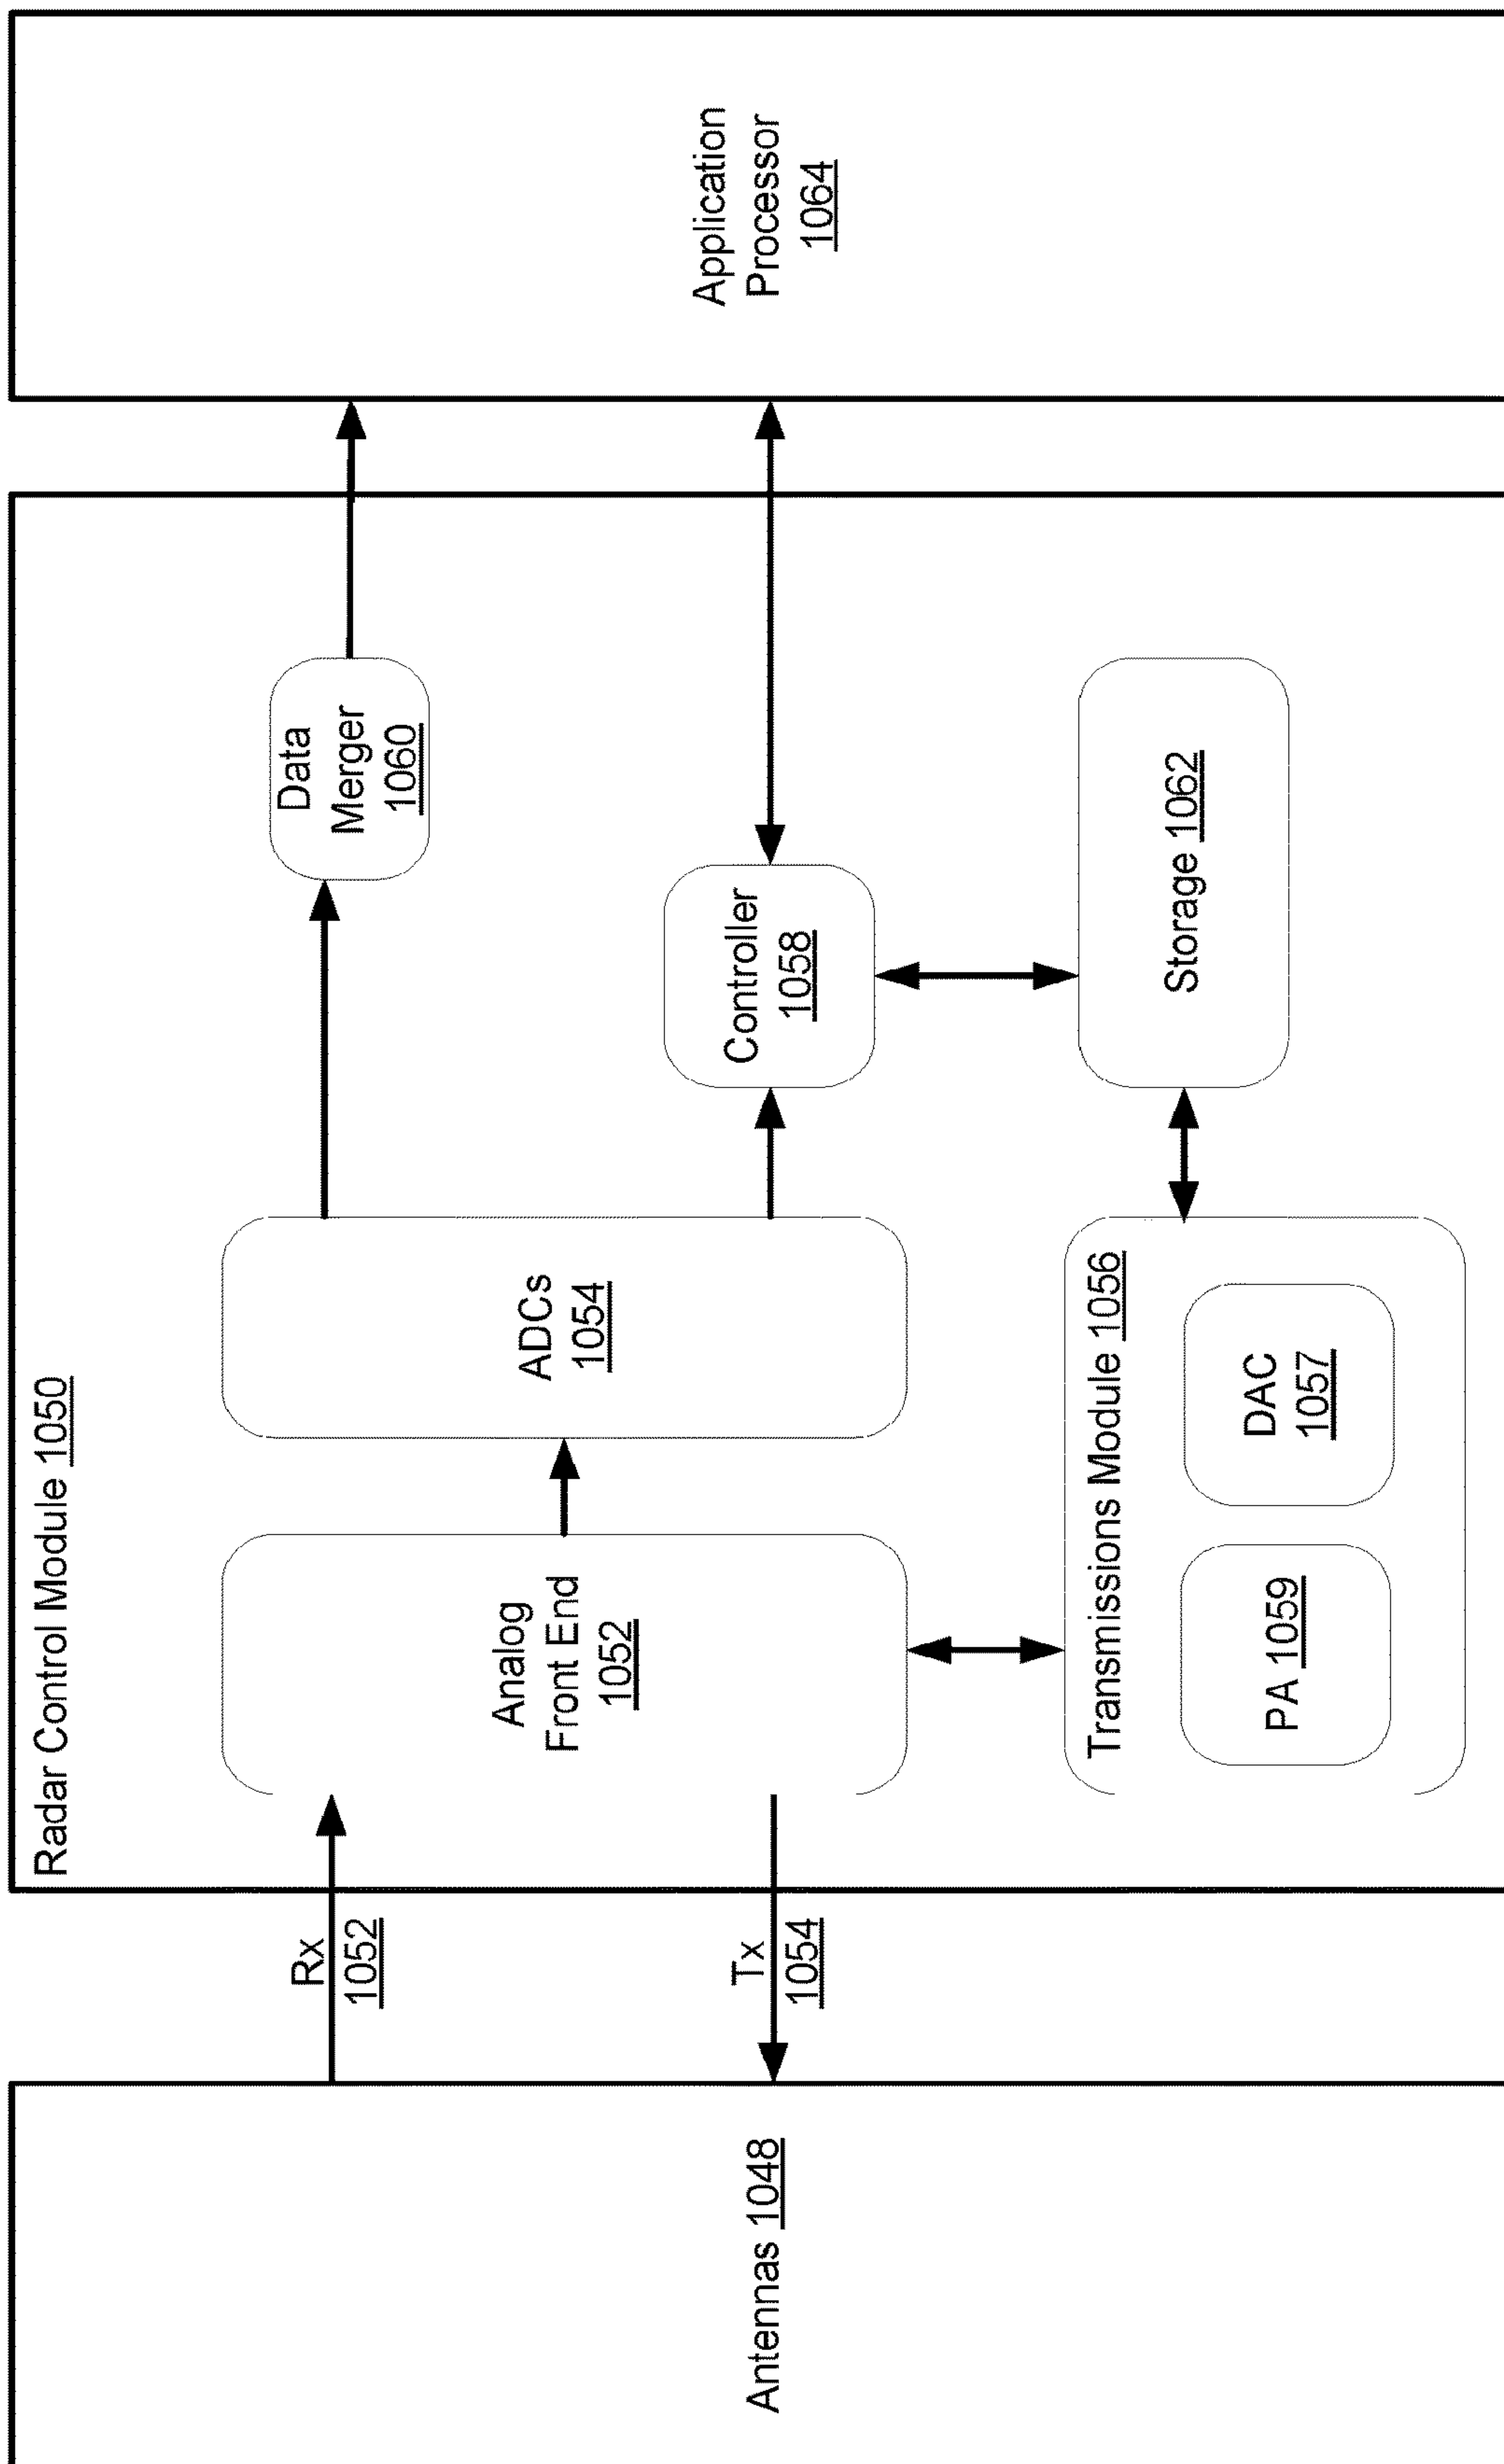 Antennas 1048
Rx
1052
Tx
1054
Radar Control Module 1050
Analog
Front End
1052
ADCs
1054
Transmissions Module 1056
PA 1059
DAC
1057
Data
Merger
1060
Controller
1058
Storage 1062
Application
Processor
1064